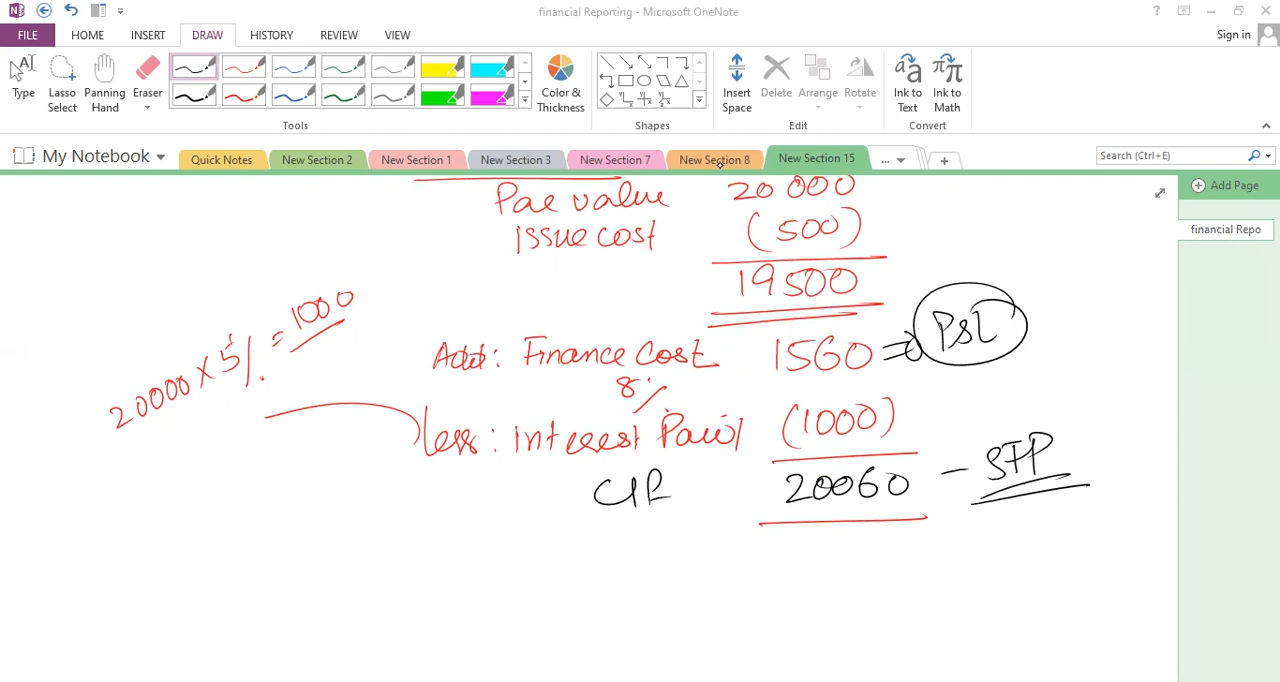 financial Reporting - Microsoft OneNote
?
FILE HOME INSERT DRAW HISTORY REVIEW VIEW Sign in
Type Lasso Select Panning Hand Eraser Color & Thickness Insert Space Delete Arrange Rotate Ink to Text Ink to Math
Tools Shapes Edit Convert
My Notebook Quick Notes New Section 2 New Section 1 New Section 3 New Section 7 New Section 8 New Section 15 ... + Search (Ctrl+E)
Add Page
financial Repo
Par value 20 000
issue cost (500)
19500
20000 x 5% = 1000
Add: Finance Cost 1560 => P&L
8%
less: interest Paid (1000)
20060 - SFP